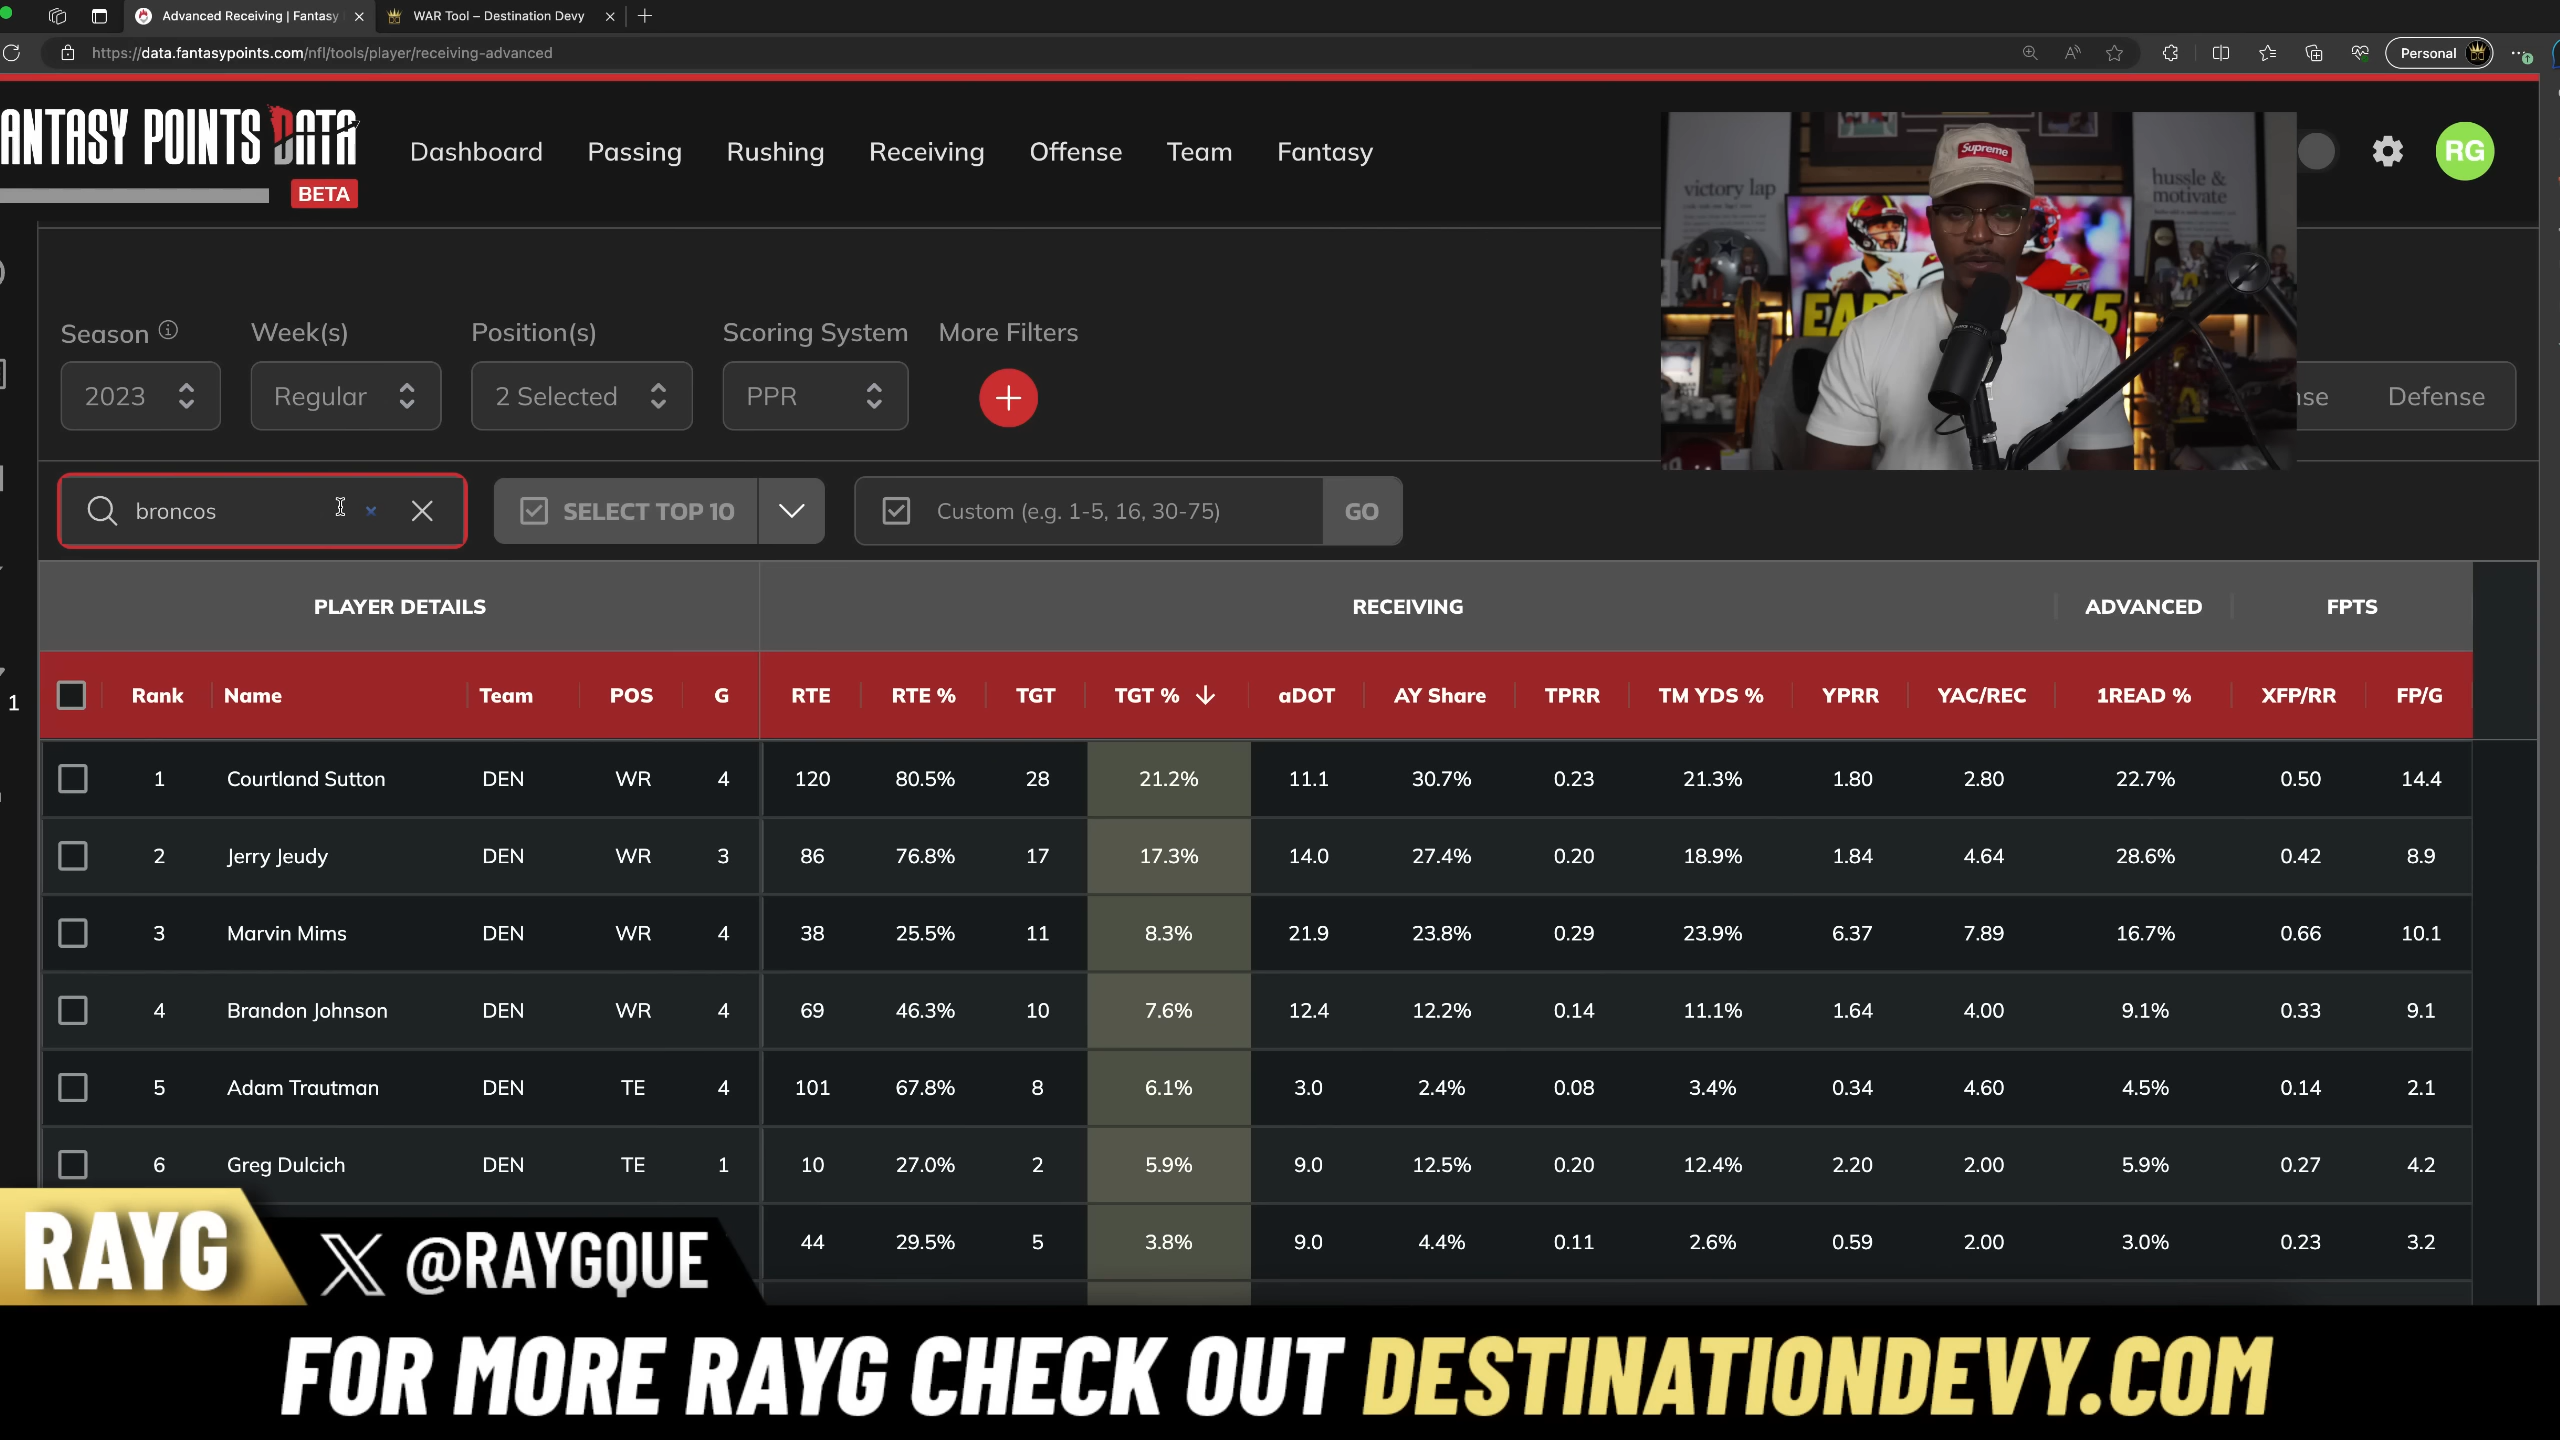 Advanced Receiving | Fantasy
WAR Tool – Destination Devy
https://data.fantasypoints.com/nfl/tools/player/receiving-advanced
Personal
ANTASY POINTS DATA
BETA
Dashboard Passing Rushing Receiving Offense Team Fantasy
RG
victory lap
hussle &
motivate
Supreme
5
Season Week(s) Position(s) Scoring System More Filters
2023 Regular 2 Selected PPR
Defense
broncos SELECT TOP 10 Custom (e.g. 1-5, 16, 30-75) GO
PLAYER DETAILS RECEIVING ADVANCED FPTS
1
Rank Name Team POS G RTE RTE % TGT TGT % aDOT AY Share TPRR TM YDS % YPRR YAC/REC 1READ % XFP/RR FP/G
1 Courtland Sutton DEN WR 4 120 80.5% 28 21.2% 11.1 30.7% 0.23 21.3% 1.80 2.80 22.7% 0.50 14.4
2 Jerry Jeudy DEN WR 3 86 76.8% 17 17.3% 14.0 27.4% 0.20 18.9% 1.84 4.64 28.6% 0.42 8.9
3 Marvin Mims DEN WR 4 38 25.5% 11 8.3% 21.9 23.8% 0.29 23.9% 6.37 7.89 16.7% 0.66 10.1
4 Brandon Johnson DEN WR 4 69 46.3% 10 7.6% 12.4 12.2% 0.14 11.1% 1.64 4.00 9.1% 0.33 9.1
5 Adam Trautman DEN TE 4 101 67.8% 8 6.1% 3.0 2.4% 0.08 3.4% 0.34 4.60 4.5% 0.14 2.1
6 Greg Dulcich DEN TE 1 10 27.0% 2 5.9% 9.0 12.5% 0.20 12.4% 2.20 2.00 5.9% 0.27 4.2
44 29.5% 5 3.8% 9.0 4.4% 0.11 2.6% 0.59 2.00 3.0% 0.23 3.2
RAYG X @RAYGQUE
FOR MORE RAYG CHECK OUT DESTINATIONDEVY.COM